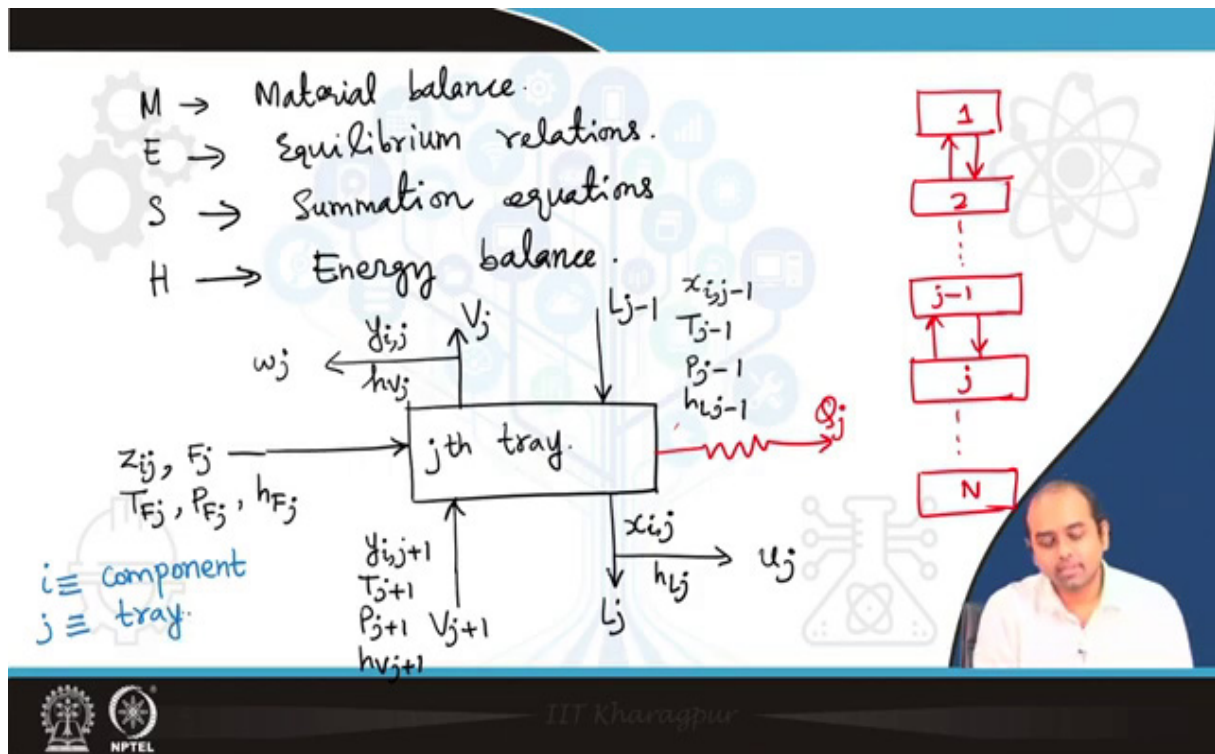 M → Material balance.
E → Equilibrium relations.
S → Summation equations
H → Energy balance.
1
2
j-1
j
N
wj
yi,j
hvj
Vj
Lj-1
xi,j-1
Tj-1
Pj-1
hLj-1
Qj
jth tray.
zij, Fj
TFj, PFj, hFj
yi,j+1
Tj+1
Pj+1 Vj+1
hvj+1
xi,j
hLj
Uj
Lj
i ≡ component
j ≡ tray.
IIT Kharagpur
NPTEL